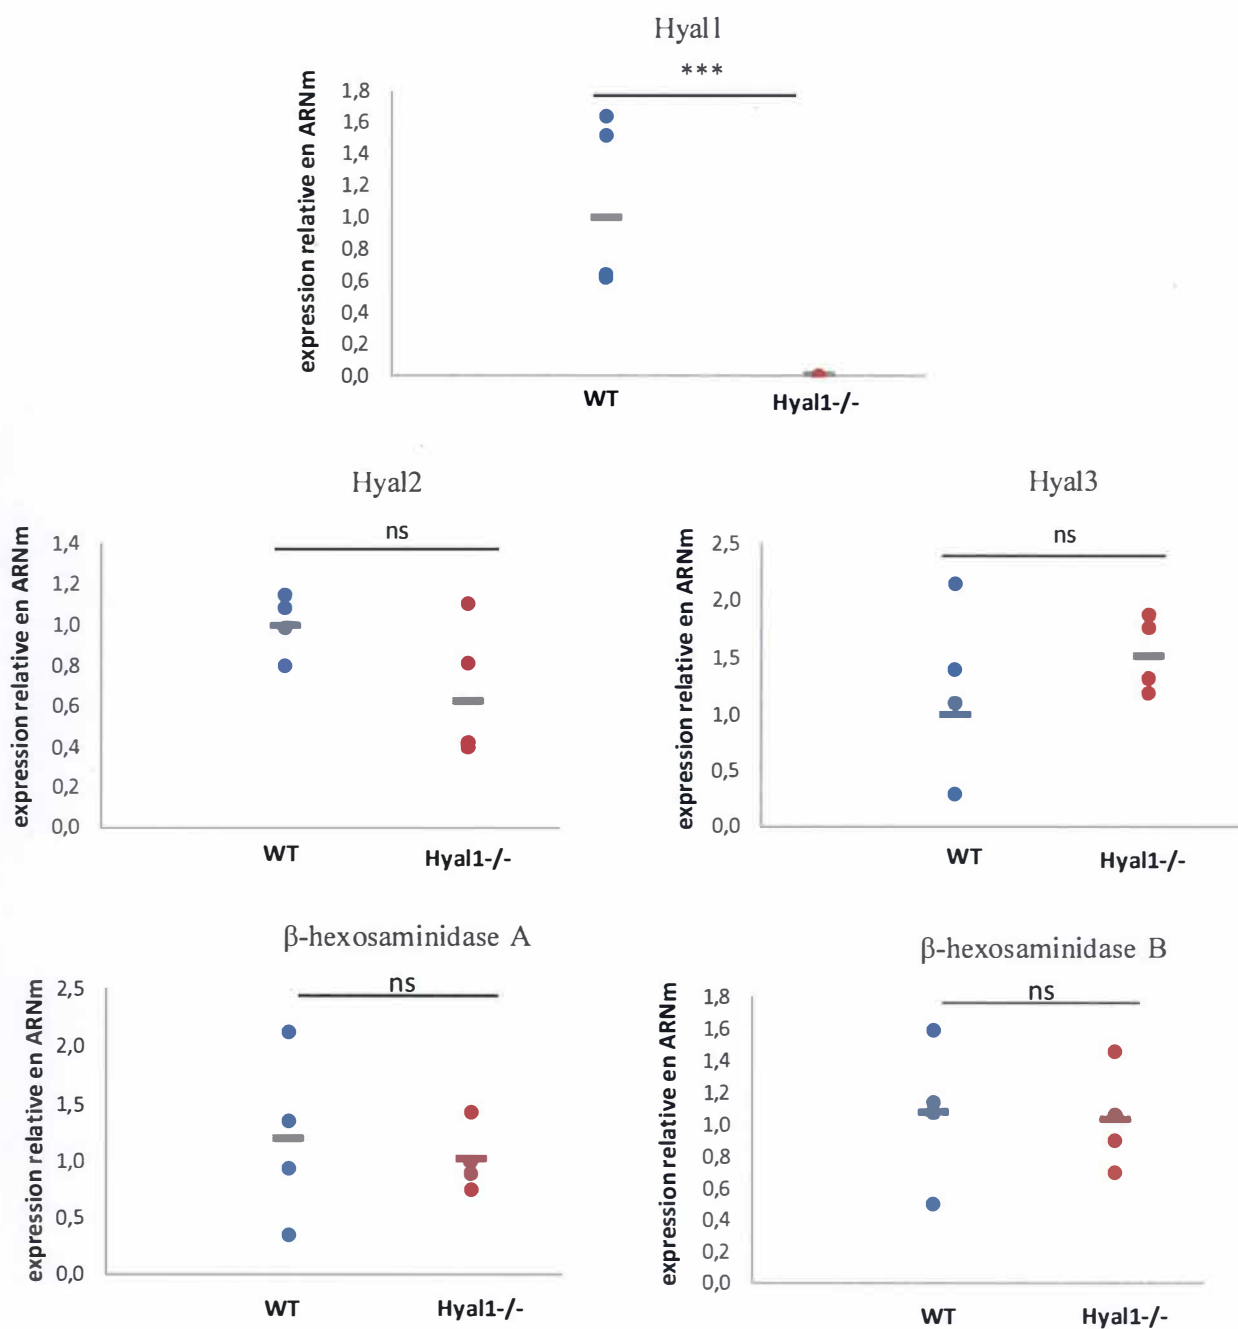 Hyal1
***
expression relative en ARNm
1,8
1,6
1,4
1,2
1,0
0,8
0,6
0,4
0,2
0,0
WT
Hyal1-/-
Hyal2
ns
expression relative en ARNm
1,4
1,2
1,0
0,8
0,6
0,4
0,2
0,0
WT
Hyal1-/-
Hyal3
ns
expression relative en ARNm
2,5
2,0
1,5
1,0
0,5
0,0
WT
Hyal1-/-
β-hexosaminidase A
ns
expression relative en ARNm
2,5
2,0
1,5
1,0
0,5
0,0
WT
Hyal1-/-
β-hexosaminidase B
ns
expression relative en ARNm
1,8
1,6
1,4
1,2
1,0
0,8
0,6
0,4
0,2
0,0
WT
Hyal1-/-